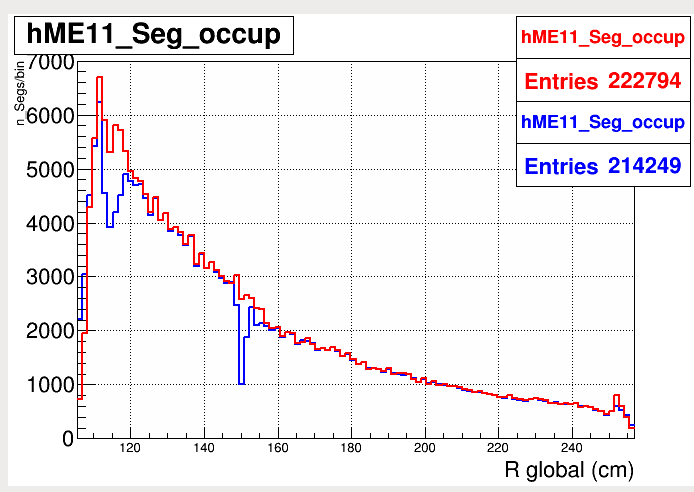 hME11_Seg_occup
hME11_Seg_occup
Entries 222794
hME11_Seg_occup
Entries 214249
n_Segs/bin
7000
6000
5000
4000
3000
2000
1000
0
120 140 160 180 200 220 240
R global (cm)